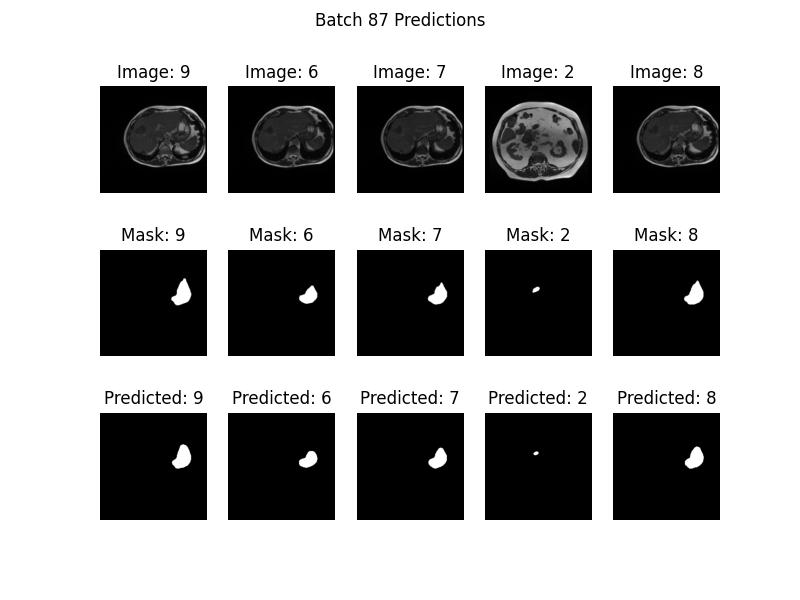 Batch 87 Predictions
Image: 9 Image: 6 Image: 7 Image: 2 Image: 8
Mask: 9 Mask: 6 Mask: 7 Mask: 2 Mask: 8
Predicted: 9 Predicted: 6 Predicted: 7 Predicted: 2 Predicted: 8